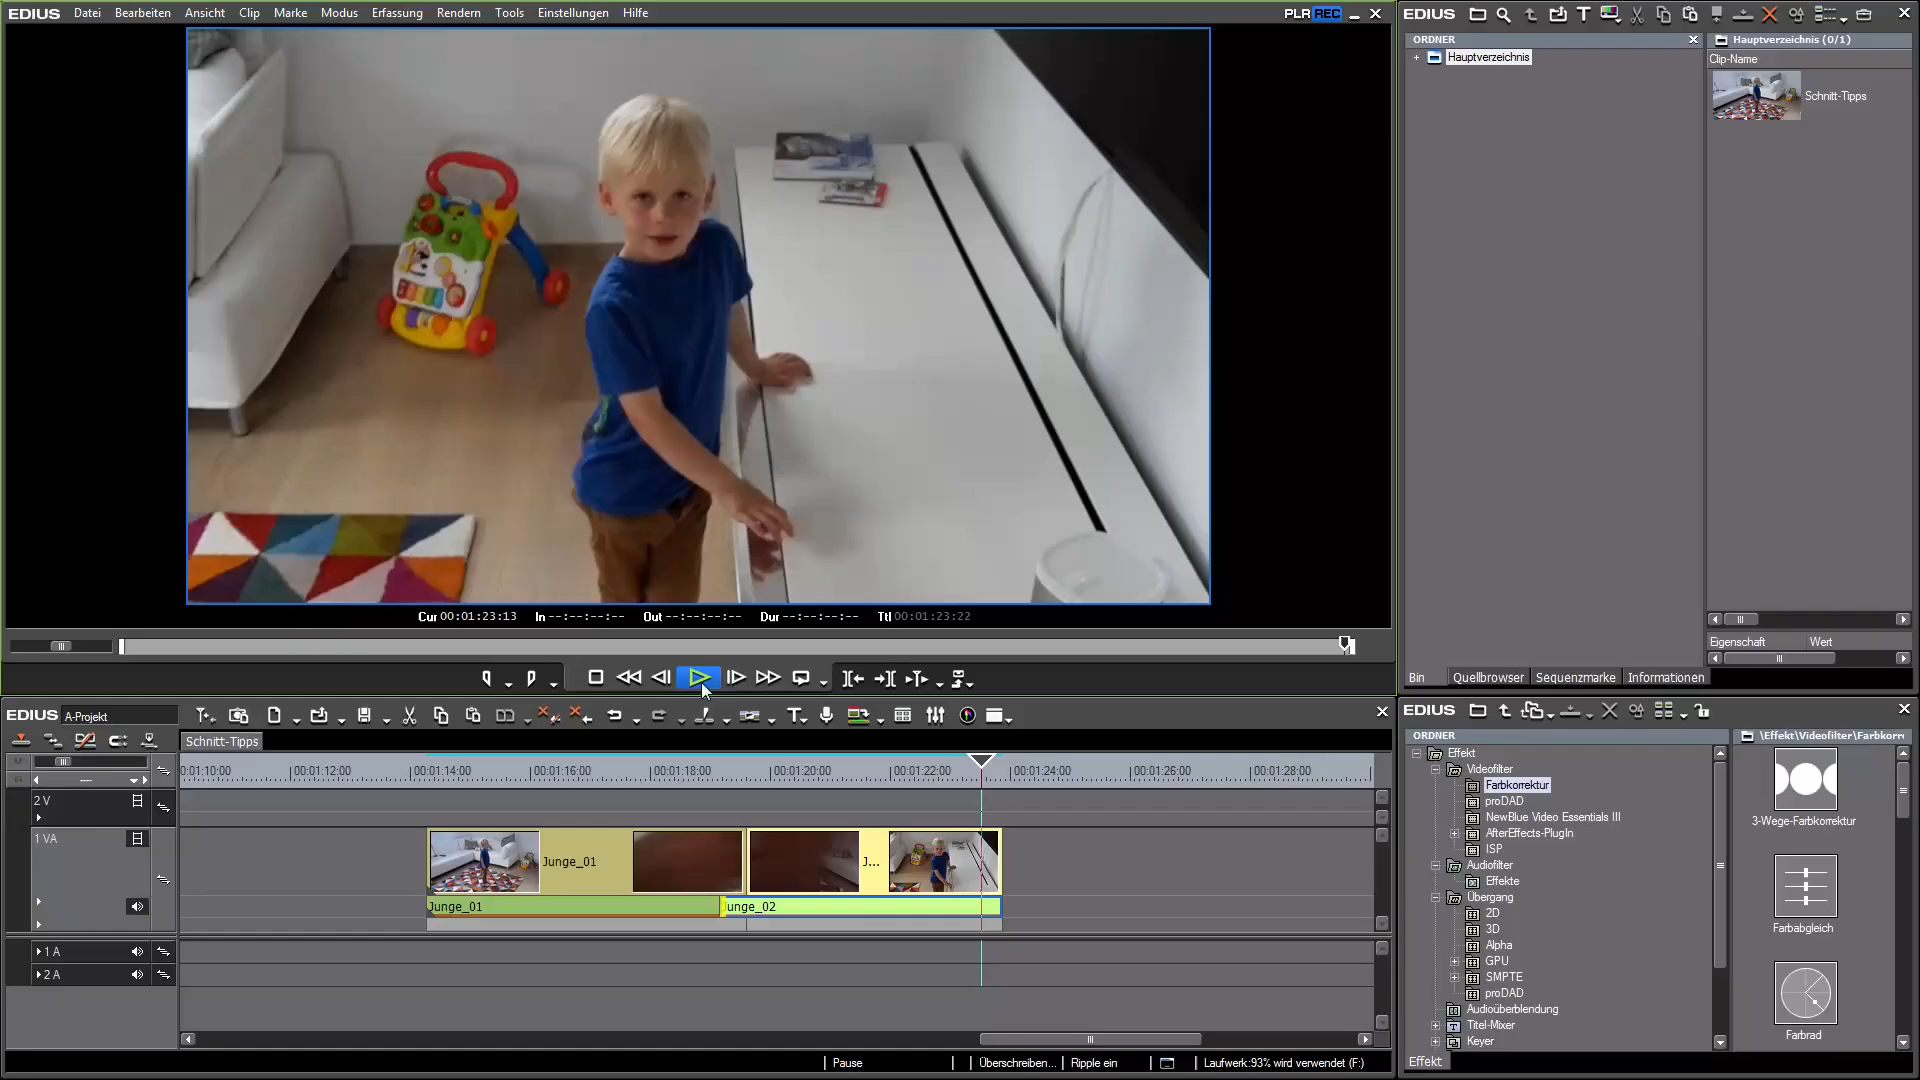 EDIUS Datei Bearbeiten Ansicht Clip Marke Modus Erfassung Rendern Tools Einstellungen Hilfe PLR REC
Cur 00:01:23:13 In --:--:--:-- Out --:--:--:-- Dur --:--:--:-- Ttl 00:01:23:22
EDIUS
ORDNER
Hauptverzeichnis
Hauptverzeichnis (0/1)
Clip-Name
Schnitt-Tipps
Eigenschaft Wert
Bin Quellbrowser Sequenzmarke Informationen
EDIUS A-Projekt
Schnitt-Tipps
0:01:10:00 00:01:12:00 00:01:14:00 00:01:16:00 00:01:18:00 00:01:20:00 00:01:22:00 00:01:24:00 00:01:26:00 00:01:28:00
2 V
1 VA
Junge_01 J...
Junge_01 unge_02
1 A
2 A
Pause Überschreiben... Ripple ein Laufwerk:93% wird verwendet (F:)
EDIUS
ORDNER
Effekt
Videofilter
Farbkorrektur
proDAD
NewBlue Video Essentials III
AfterEffects-PlugIn
ISP
Audiofilter
Effekte
Übergang
2D
3D
Alpha
GPU
SMPTE
proDAD
Audioüberblendung
Titel-Mixer
Keyer
Effekt
\Effekt\Videofilter\Farbkorr
3-Wege-Farbkorrektur
Farbabgleich
Farbrad